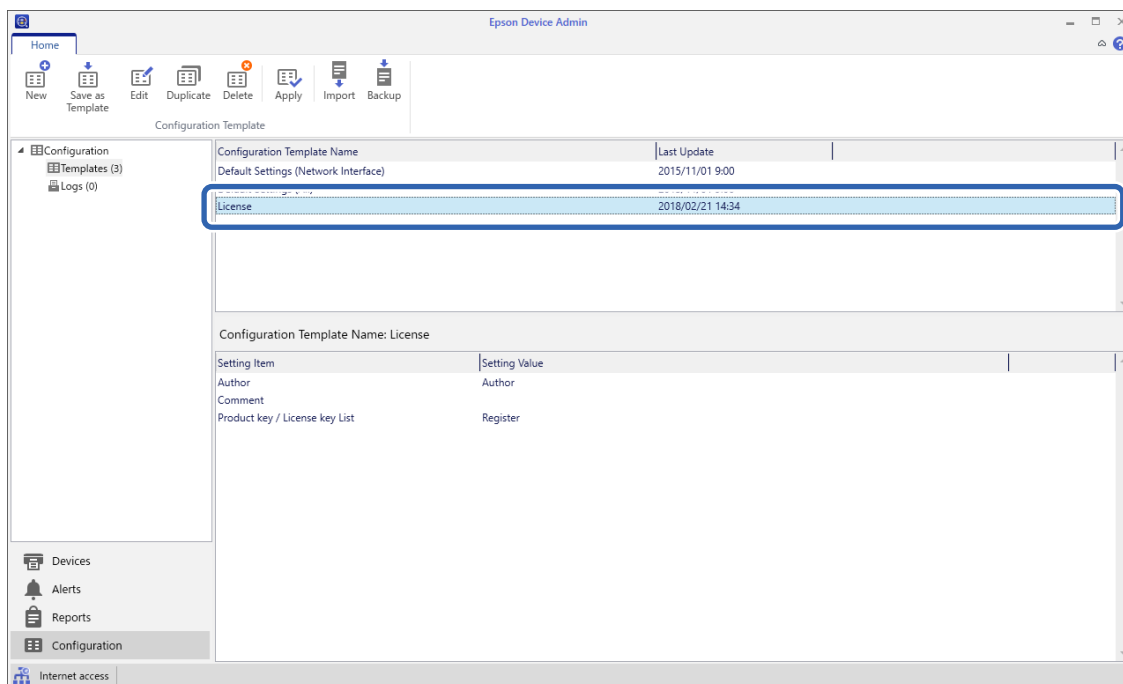 Epson Device Admin
Home
New Save as Template Edit Duplicate Delete Apply Import Backup
Configuration Template
Configuration
Templates (3)
Logs (0)
Configuration Template Name Last Update
Default Settings (Network Interface) 2015/11/01 9:00
License 2018/02/21 14:34
Configuration Template Name: License
Setting Item Setting Value
Author Author
Comment
Product key / License key List Register
Devices
Alerts
Reports
Configuration
Internet access